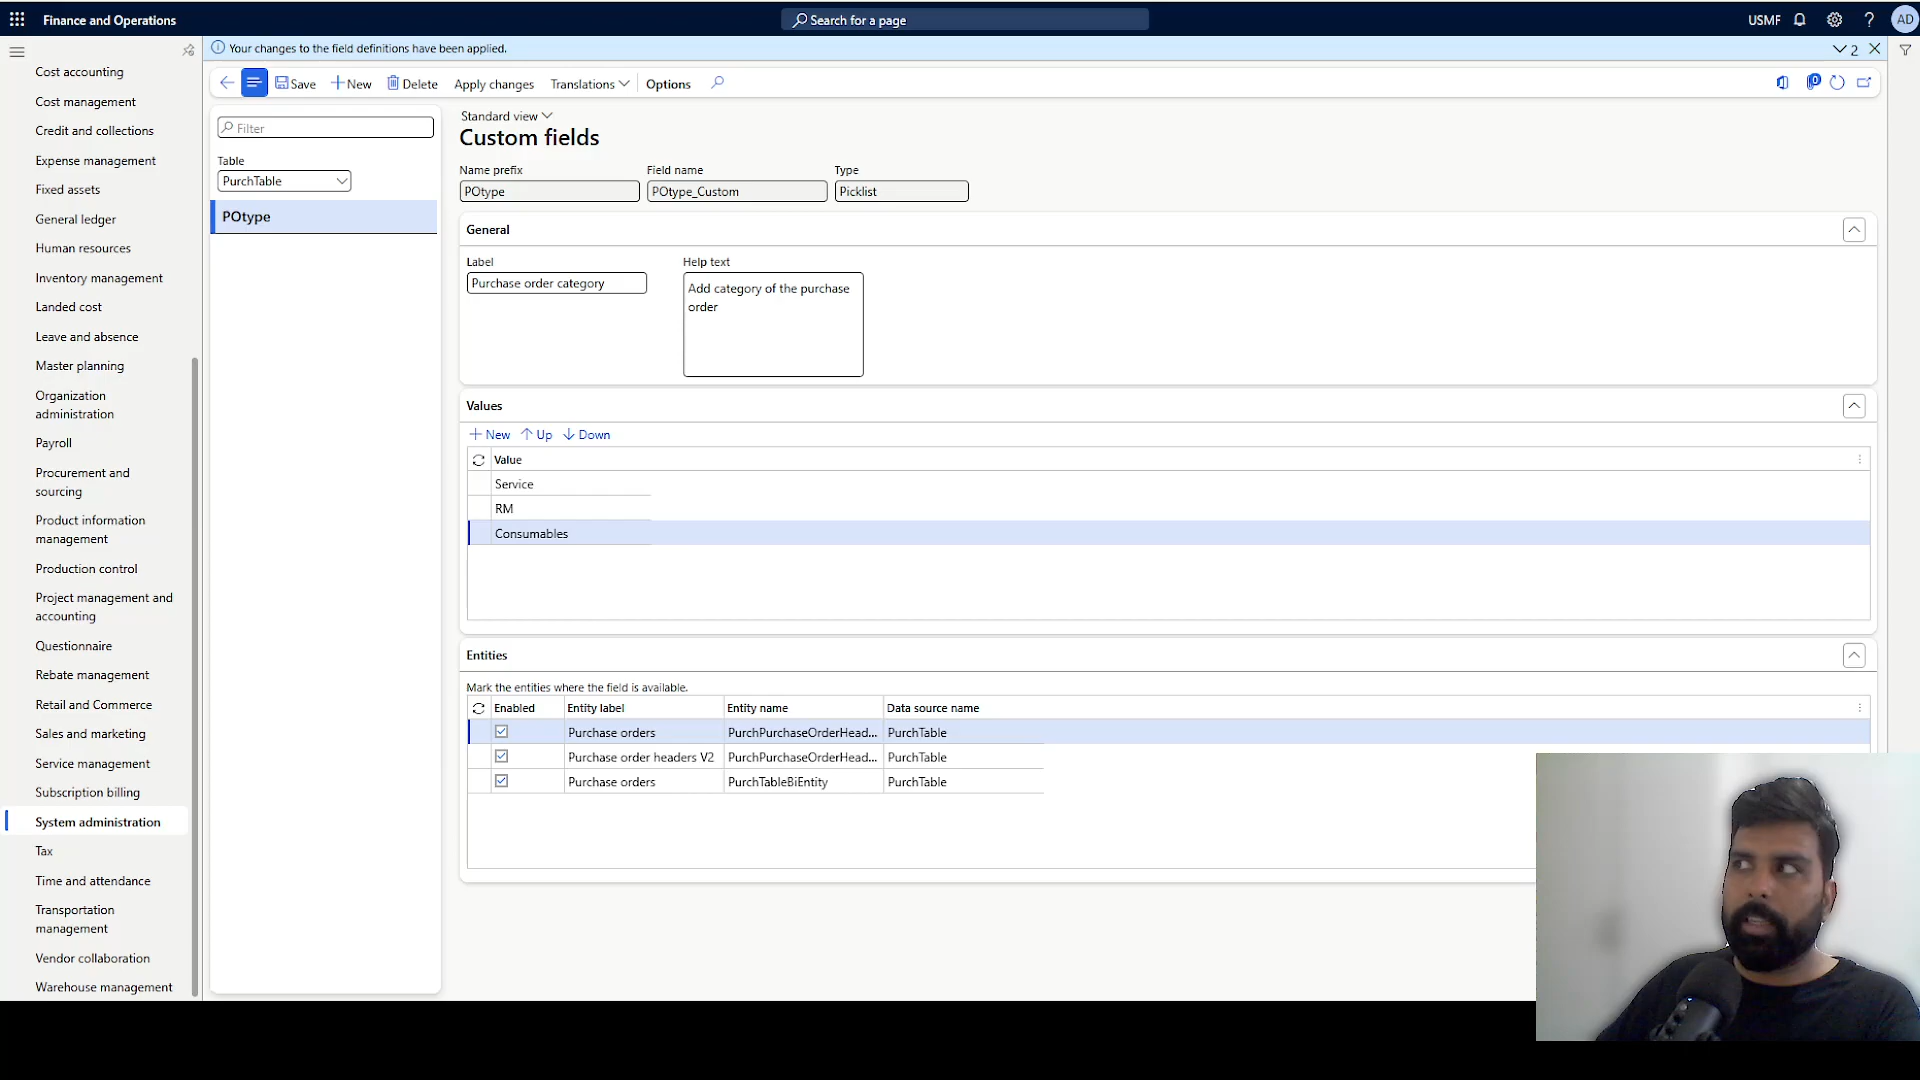 Finance and Operations
Search for a page
USMF
AD
Your changes to the field definitions have been applied.
2
Save
New
Delete
Apply changes
Translations
Options
0
Cost accounting
Cost management
Credit and collections
Expense management
Fixed assets
General ledger
Human resources
Inventory management
Landed cost
Leave and absence
Master planning
Organization
administration
Payroll
Procurement and
sourcing
Product information
management
Production control
Project management and
accounting
Questionnaire
Rebate management
Retail and Commerce
Sales and marketing
Service management
Subscription billing
System administration
Tax
Time and attendance
Transportation
management
Vendor collaboration
Warehouse management
Filter
Table
PurchTable
POtype
Standard view
Custom fields
Name prefix Field name Type
POtype POtype_Custom Picklist
General
Label Help text
Purchase order category
Add category of the purchase
order
Values
New Up Down
Value
Service
RM
Consumables
Entities
Mark the entities where the field is available.
Enabled Entity label Entity name Data source name
Purchase orders PurchPurchaseOrderHead... PurchTable
Purchase order headers V2 PurchPurchaseOrderHead... PurchTable
Purchase orders PurchTableBiEntity PurchTable